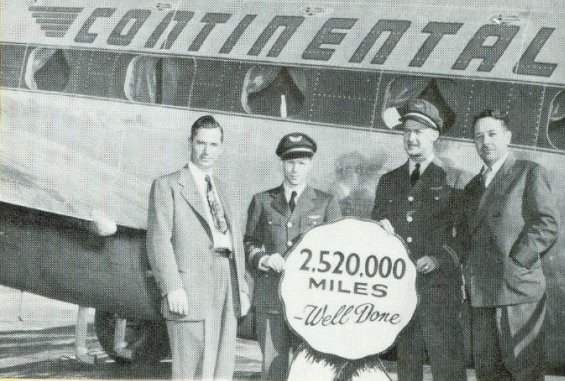 CONTINENTAL
2,520,000
MILES
-Well Done